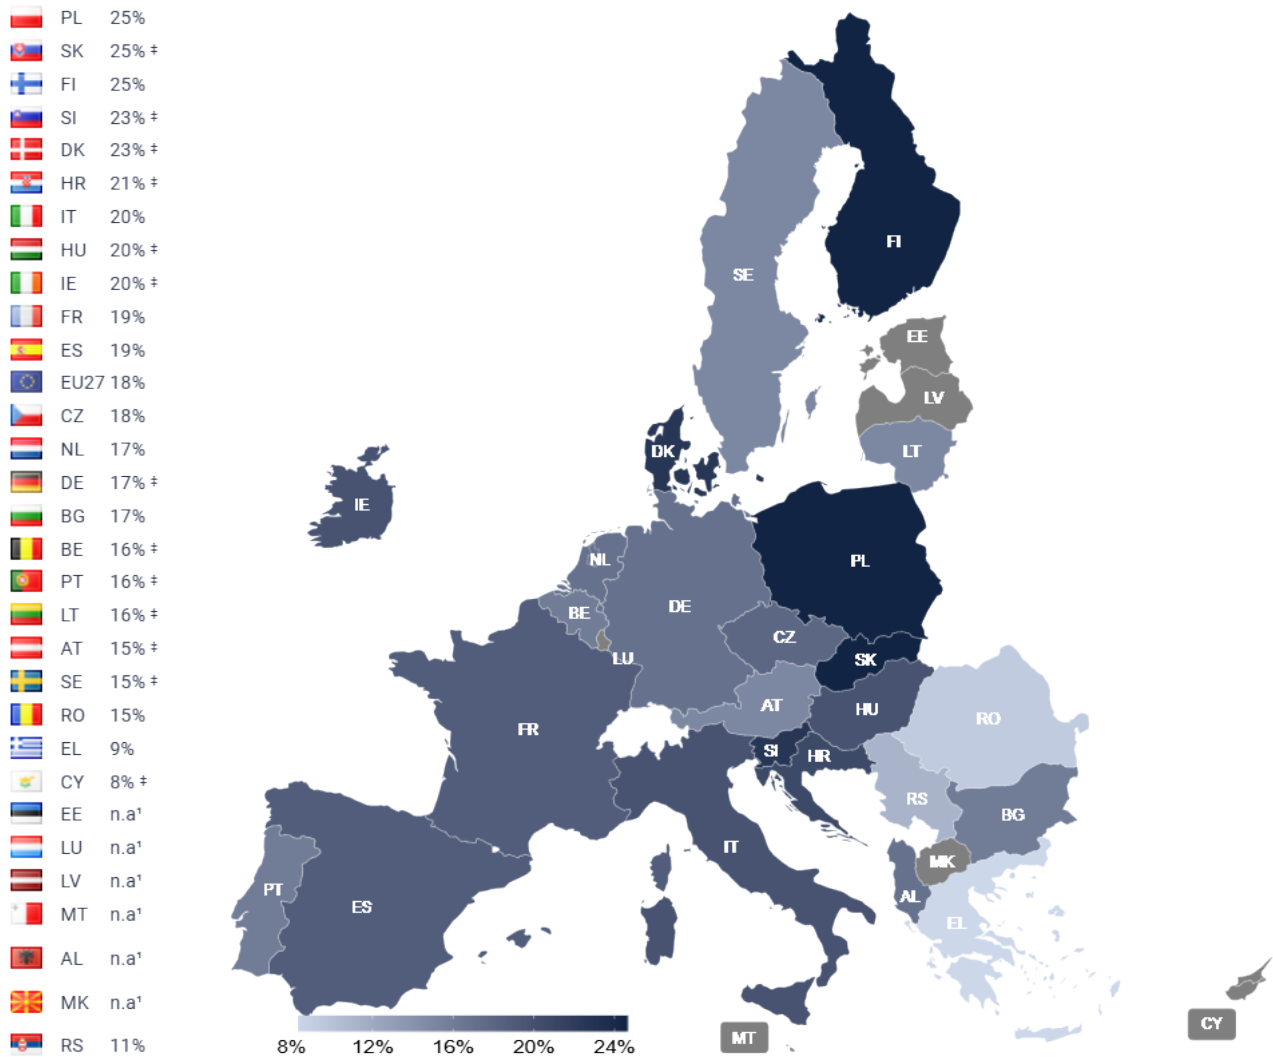 PL 25%
SK 25% ‡
FI 25%
SI 23% ‡
DK 23% ‡
HR 21% ‡
IT 20%
HU 20% ‡
IE 20% ‡
FR 19%
ES 19%
EU27 18%
CZ 18%
NL 17%
DE 17% ‡
BG 17%
BE 16% ‡
PT 16% ‡
LT 16% ‡
AT 15% ‡
SE 15% ‡
RO 15%
EL 9%
CY 8% ‡
EE n.a¹
LU n.a¹
LV n.a¹
MT n.a¹
AL n.a¹
MK n.a¹
RS 11%
FI
SE
EE
LV
LT
DK
IE
PL
NL
DE
BE
CZ
LU
SK
AT
HU
RO
FR
SI
HR
RS
BG
IT
MK
PT
AL
ES
EL
CY
MT
8% 12% 16% 20% 24%